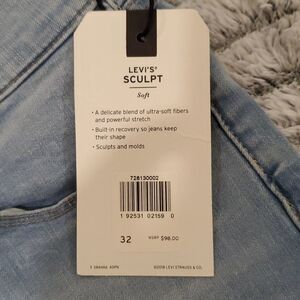 LEVI'S®
SCULPT
Soft
• A delicate blend of ultra-soft fibers
and powerful stretch
• Built-in recovery so jeans keep
their shape
• Sculpts and molds
728130002
1 92531 02159 0
32 MSRP $98.00
©2018 LEVI STRAUSS & CO.